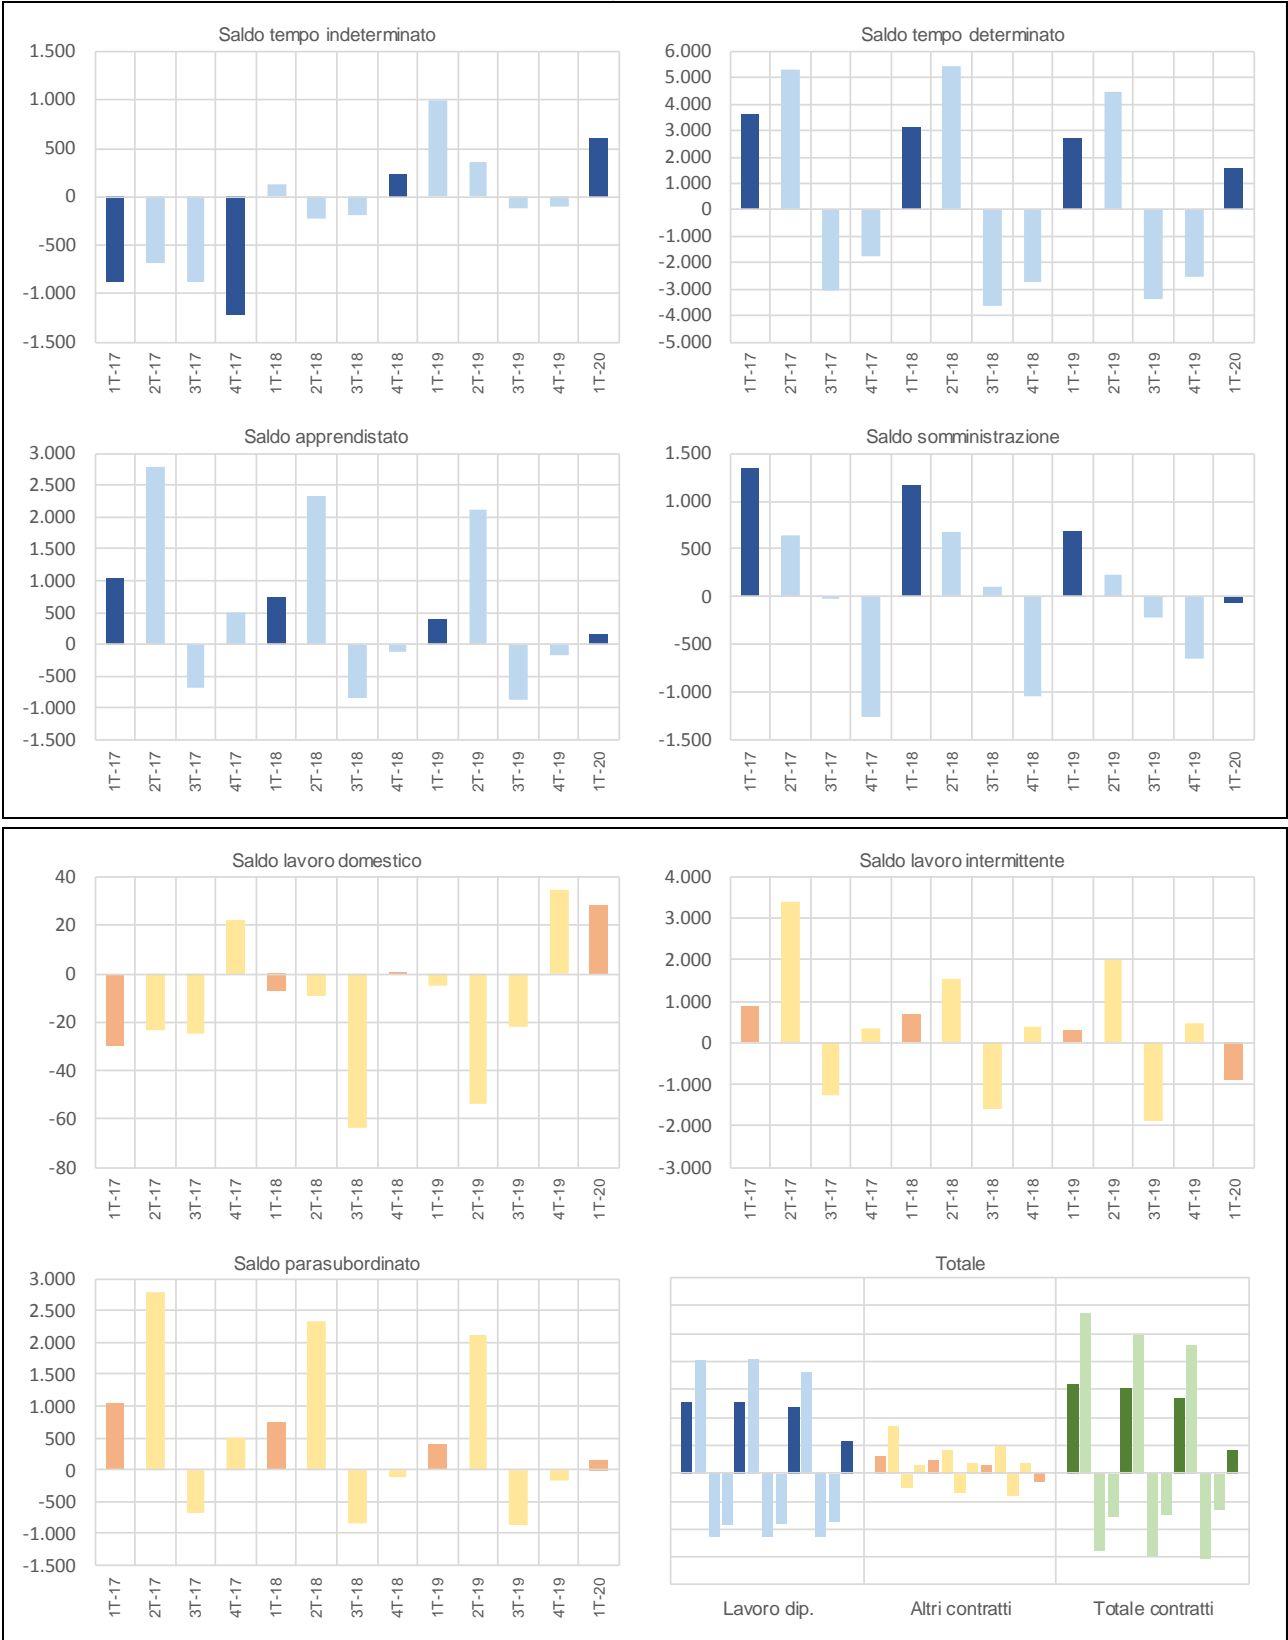 Saldo tempo indeterminato
1.500
1.000
500
0
-500
-1.000
-1.500
1T-17
2T-17
3T-17
4T-17
1T-18
2T-18
3T-18
4T-18
1T-19
2T-19
3T-19
4T-19
1T-20
Saldo tempo determinato
6.000
5.000
4.000
3.000
2.000
1.000
0
-1.000
-2.000
-3.000
-4.000
-5.000
1T-17
2T-17
3T-17
4T-17
1T-18
2T-18
3T-18
4T-18
1T-19
2T-19
3T-19
4T-19
1T-20
Saldo apprendistato
3.000
2.500
2.000
1.500
1.000
500
0
-500
-1.000
-1.500
1T-17
2T-17
3T-17
4T-17
1T-18
2T-18
3T-18
4T-18
1T-19
2T-19
3T-19
4T-19
1T-20
Saldo somministrazione
1.500
1.000
500
0
-500
-1.000
-1.500
1T-17
2T-17
3T-17
4T-17
1T-18
2T-18
3T-18
4T-18
1T-19
2T-19
3T-19
4T-19
1T-20
Saldo lavoro domestico
40
20
0
-20
-40
-60
-80
1T-17
2T-17
3T-17
4T-17
1T-18
2T-18
3T-18
4T-18
1T-19
2T-19
3T-19
4T-19
1T-20
Saldo lavoro intermittente
4.000
3.000
2.000
1.000
0
-1.000
-2.000
-3.000
1T-17
2T-17
3T-17
4T-17
1T-18
2T-18
3T-18
4T-18
1T-19
2T-19
3T-19
4T-19
1T-20
Saldo parasubordinato
3.000
2.500
2.000
1.500
1.000
500
0
-500
-1.000
-1.500
1T-17
2T-17
3T-17
4T-17
1T-18
2T-18
3T-18
4T-18
1T-19
2T-19
3T-19
4T-19
1T-20
Totale
Lavoro dip.
Altri contratti
Totale contratti